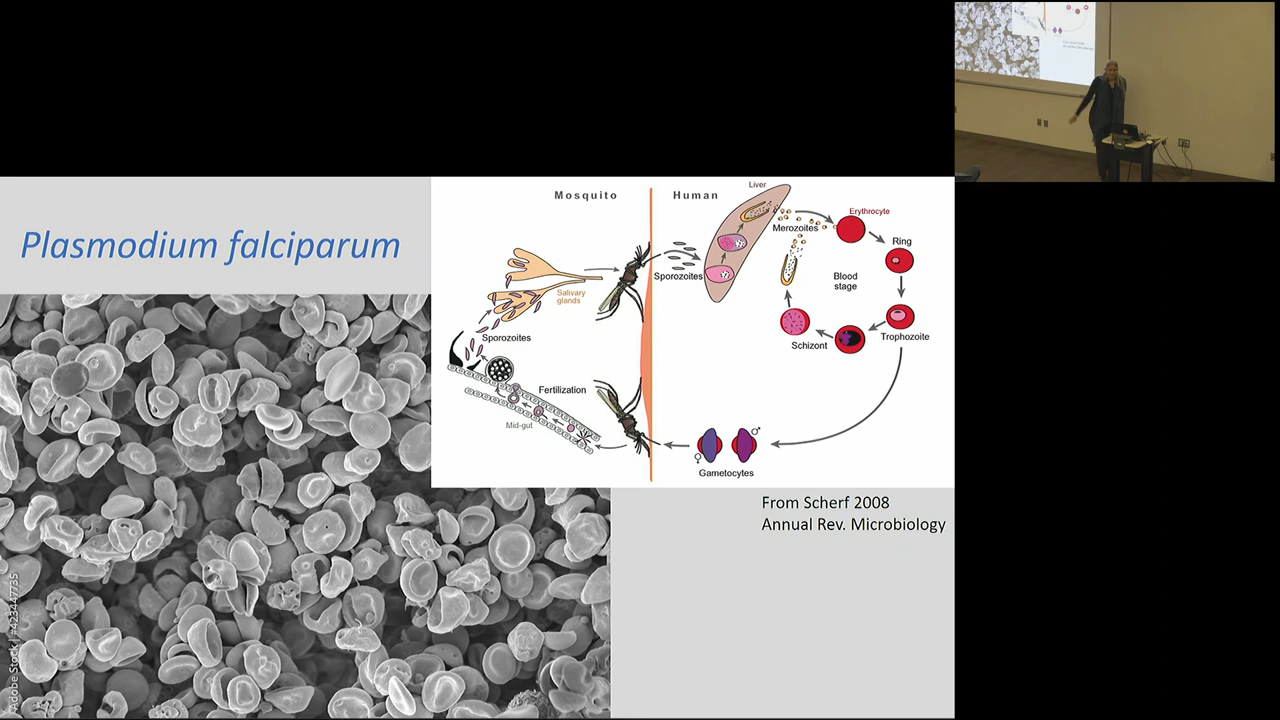 Plasmodium falciparum
Mosquito
Human
Liver
Merozoites
Erythrocyte
Ring
Sporozoites
Blood
stage
Salivary
glands
Trophozoite
Schizont
Sporozoites
Fertilization
Mid-gut
♀
♂
Gametocytes
From Scherf 2008
Annual Rev. Microbiology
Adobe Stock | #423447735